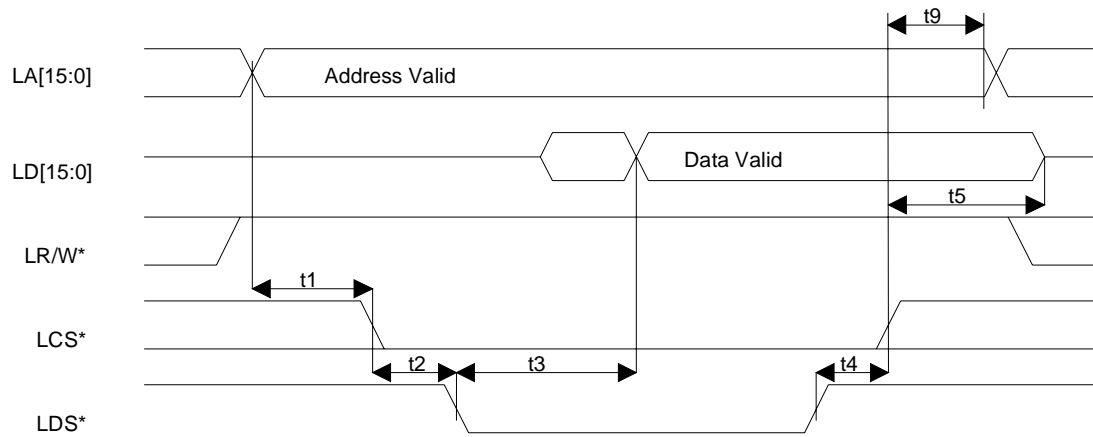 t9
LA[15:0]
Address Valid
LD[15:0]
Data Valid
t5
LR/W*
t1
LCS*
t2
t3
t4
LDS*